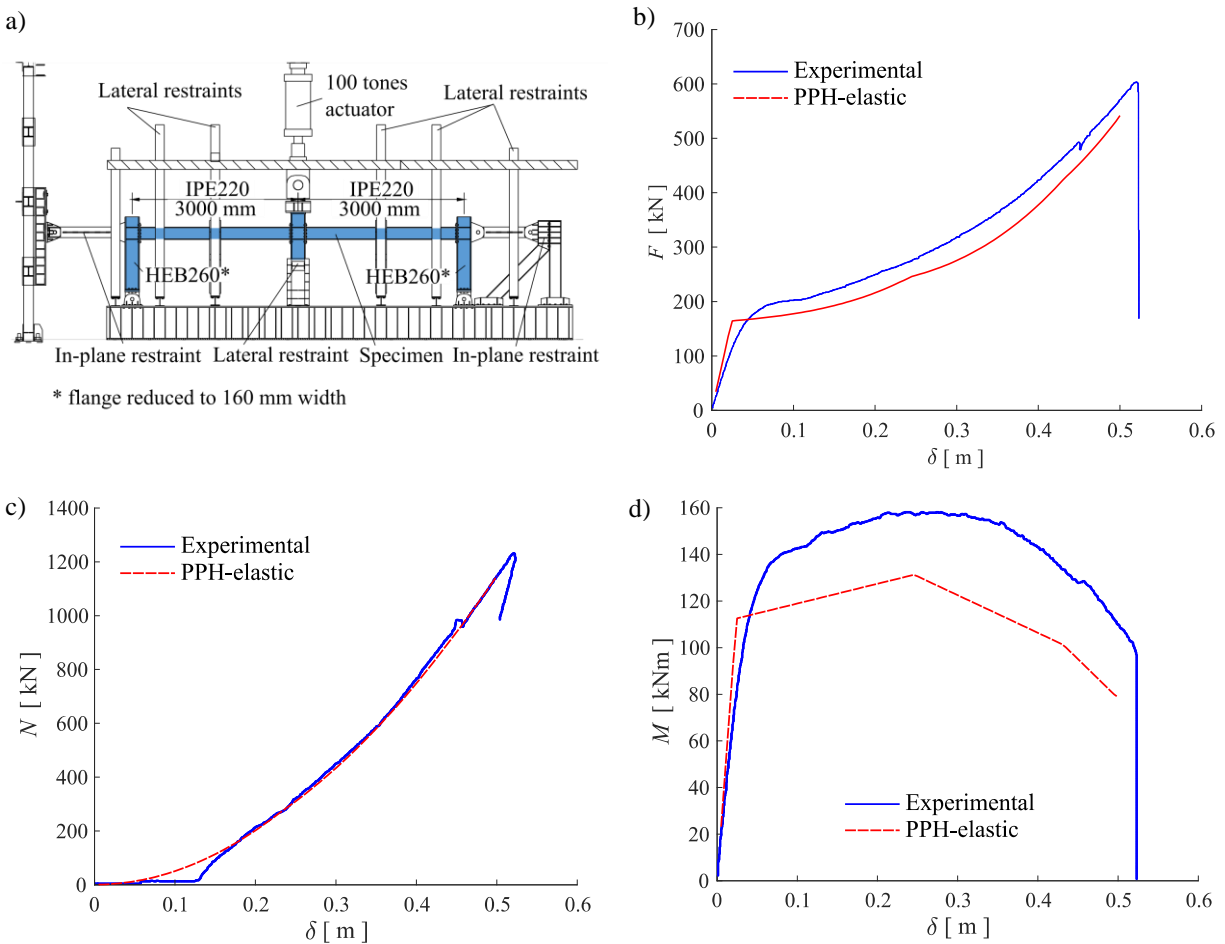 a)
Lateral restraints
100 tones
actuator
Lateral restraints
IPE220
3000 mm
IPE220
3000 mm
HEB260*
HEB260*
In-plane restraint
Lateral restraint
Specimen
In-plane restraint
* flange reduced to 160 mm width
b)
700
600
500
400
300
200
100
0
F [ kN ]
Experimental
PPH-elastic
0 0.1 0.2 0.3 0.4 0.5 0.6
δ [ m ]
c)
1400
1200
1000
800
600
400
200
0
N [ kN ]
Experimental
PPH-elastic
0 0.1 0.2 0.3 0.4 0.5 0.6
δ [ m ]
d)
160
140
120
100
80
60
40
20
0
M [ kNm ]
Experimental
PPH-elastic
0 0.1 0.2 0.3 0.4 0.5 0.6
δ [ m ]